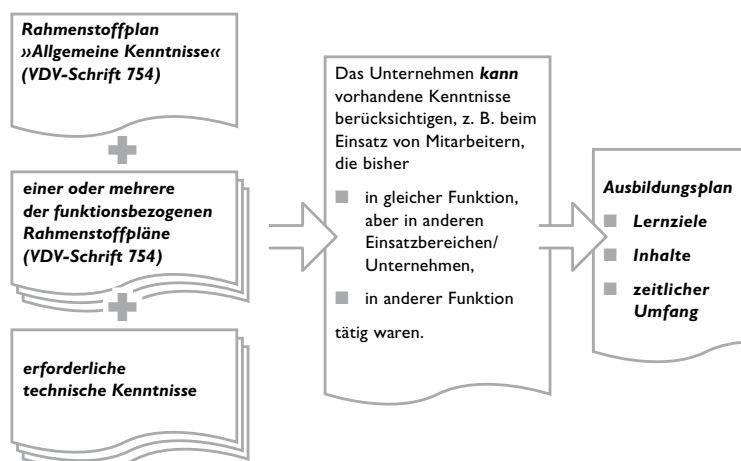 Rahmenstoffplan
»Allgemeine Kenntnisse«
(VDV-Schrift 754)
einer oder mehrere
der funktionsbezogenen
Rahmenstoffpläne
(VDV-Schrift 754)
erforderliche
technische Kenntnisse
Das Unternehmen kann
vorhandene Kenntnisse
berücksichtigen, z. B. beim
Einsatz von Mitarbeitern,
die bisher
in gleicher Funktion,
aber in anderen
Einsatzbereichen/
Unternehmen,
in anderer Funktion
tätig waren.
Ausbildungsplan
Lernziele
Inhalte
zeitlicher
Umfang